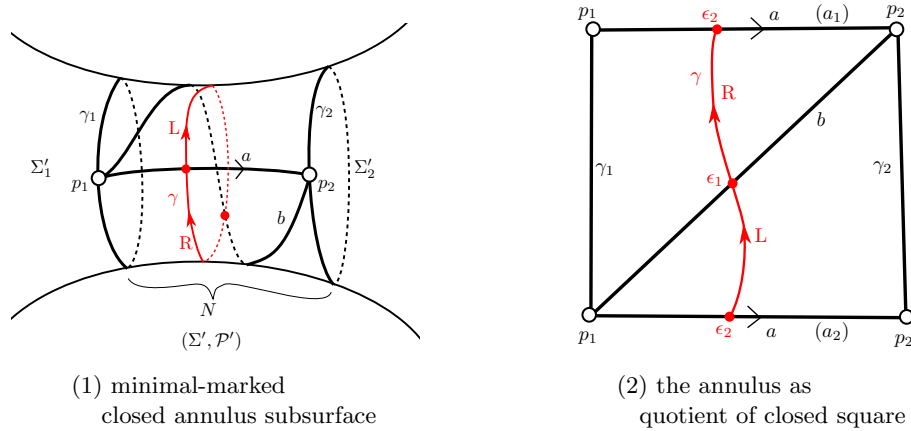 γ₁
L
γ₂
Σ′₁
a
Σ′₂
p₁
p₂
γ
b
R
N
(Σ′, 𝒫′)
(1) minimal-marked
closed annulus subsurface
p₁
ϵ₂
a
(a₁)
p₂
γ
R
b
γ₁
ϵ₁
γ₂
L
p₁
ϵ₂
a
(a₂)
p₂
(2) the annulus as
quotient of closed square